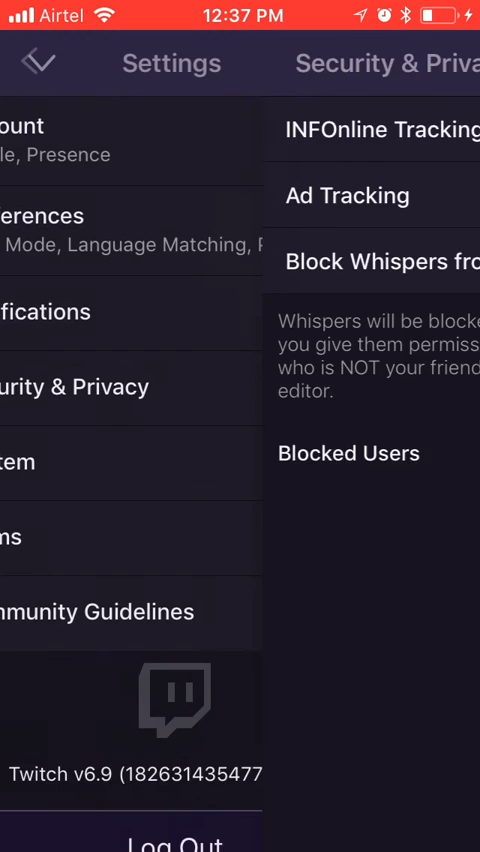 Airtel
12:37 PM
Settings
Security & Priva
ount
le, Presence
erences
Mode, Language Matching,
fications
urity & Privacy
tem
ms
mmunity Guidelines
Twitch v6.9 (182631435477
Log Out
INFOnline Tracking
Ad Tracking
Block Whispers fro
Whispers will be blocke
you give them permiss
who is NOT your friend
editor.
Blocked Users